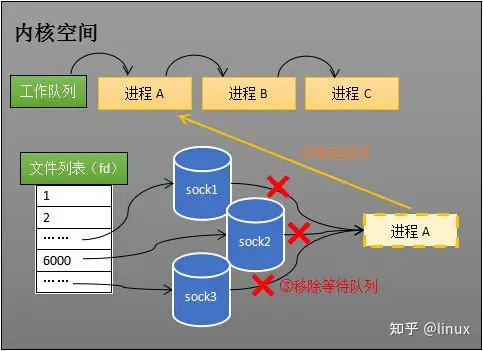 内核空间
工作队列
进程 A
进程 B
进程 C
文件列表（fd）
1
2
……
6000
……
sock1
sock2
sock3
进程 A
③移除等待队列
知乎 @linux